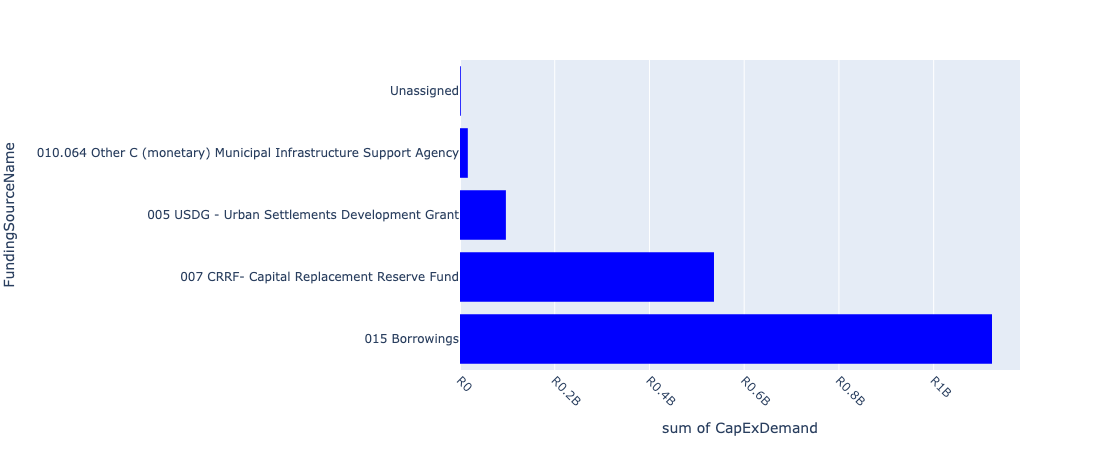 FundingSourceName
Unassigned
010.064 Other C (monetary) Municipal Infrastructure Support Agency
005 USDG - Urban Settlements Development Grant
007 CRRF- Capital Replacement Reserve Fund
015 Borrowings
R0 R0.2B R0.4B R0.6B R0.8B R1B
sum of CapExDemand